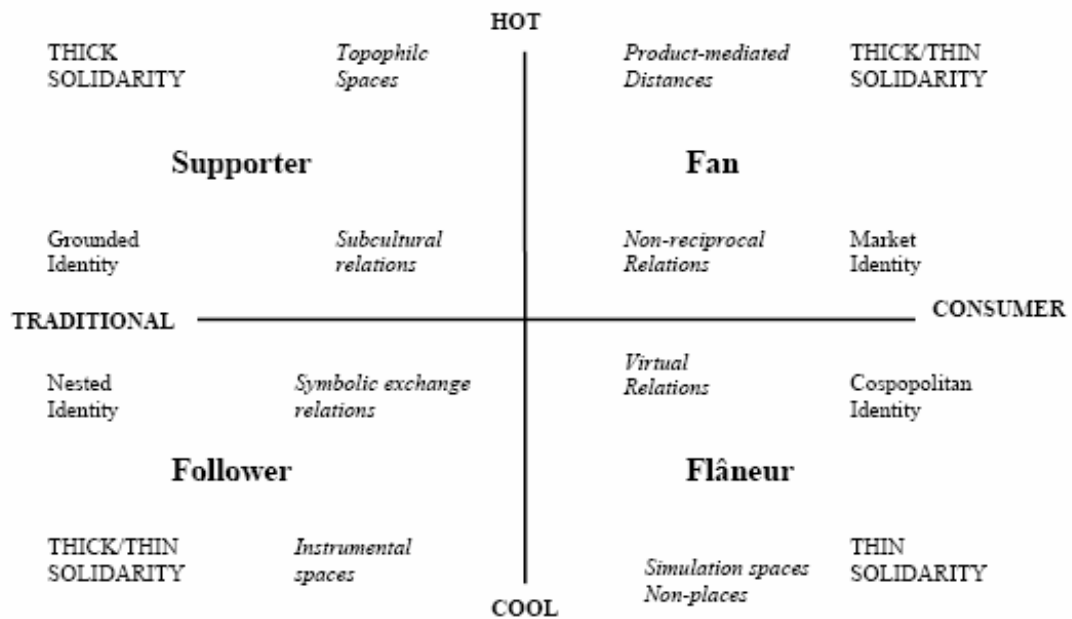 HOT
THICK
SOLIDARITY
Topophilc
Spaces
Product-mediated
Distances
THICK/THIN
SOLIDARITY
Supporter
Fan
Grounded
Identity
Subcultural
relations
Non-reciprocal
Relations
Market
Identity
TRADITIONAL
CONSUMER
Nested
Identity
Symbolic exchange
relations
Virtual
Relations
Cospopolitan
Identity
Follower
Flâneur
THICK/THIN
SOLIDARITY
Instrumental
spaces
Simulation spaces
Non-places
THIN
SOLIDARITY
COOL